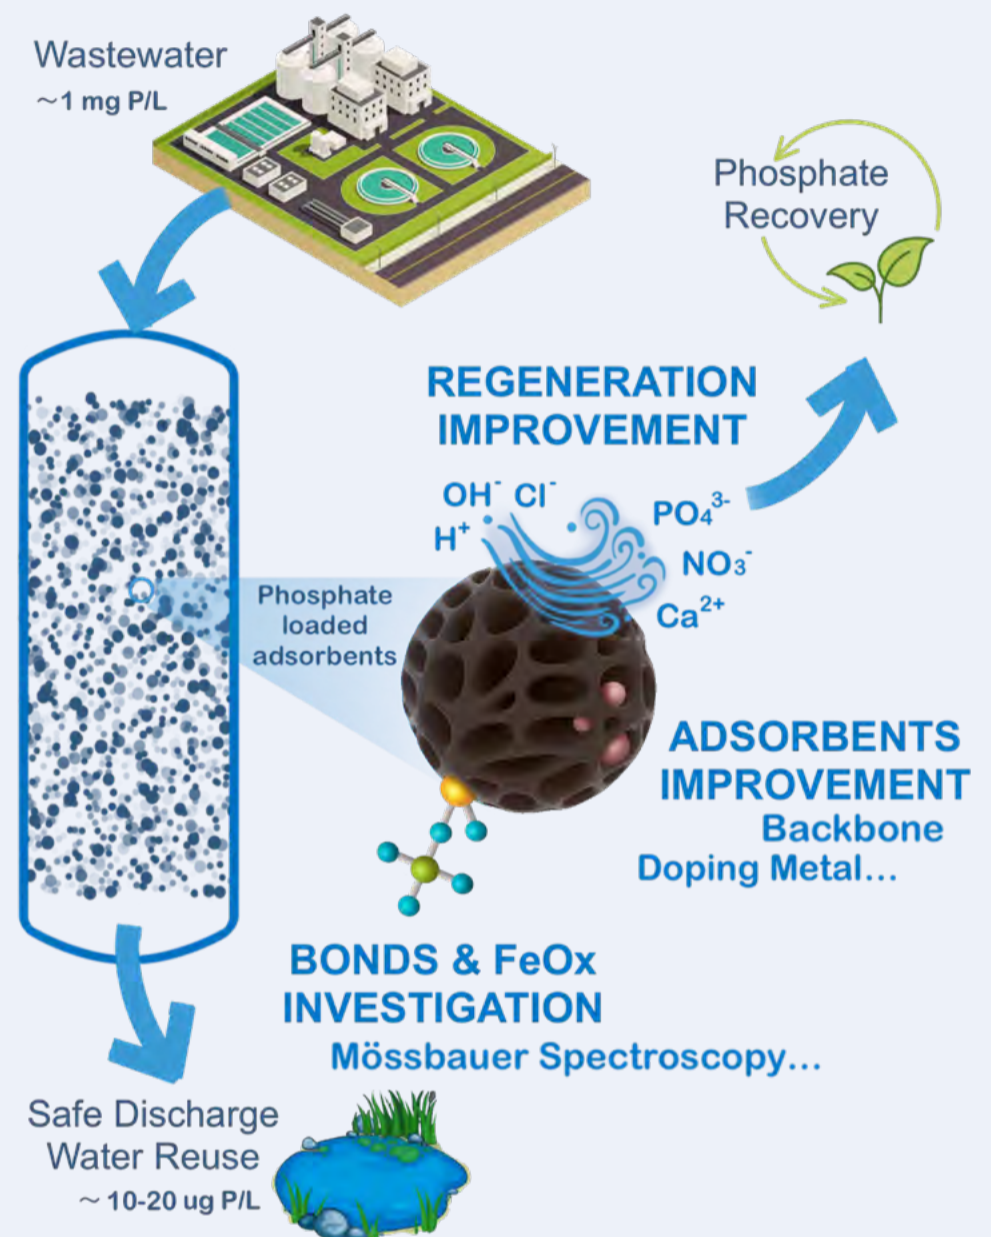 Wastewater
~1 mg P/L
Phosphate
Recovery
REGENERATION
IMPROVEMENT
OH⁻ Cl⁻
H⁺
PO₄³⁻
NO₃⁻
Ca²⁺
Phosphate
loaded
adsorbents
ADSORBENTS
IMPROVEMENT
Backbone
Doping Metal...
BONDS & FeOx
INVESTIGATION
Mössbauer Spectroscopy...
Safe Discharge
Water Reuse
~ 10-20 ug P/L